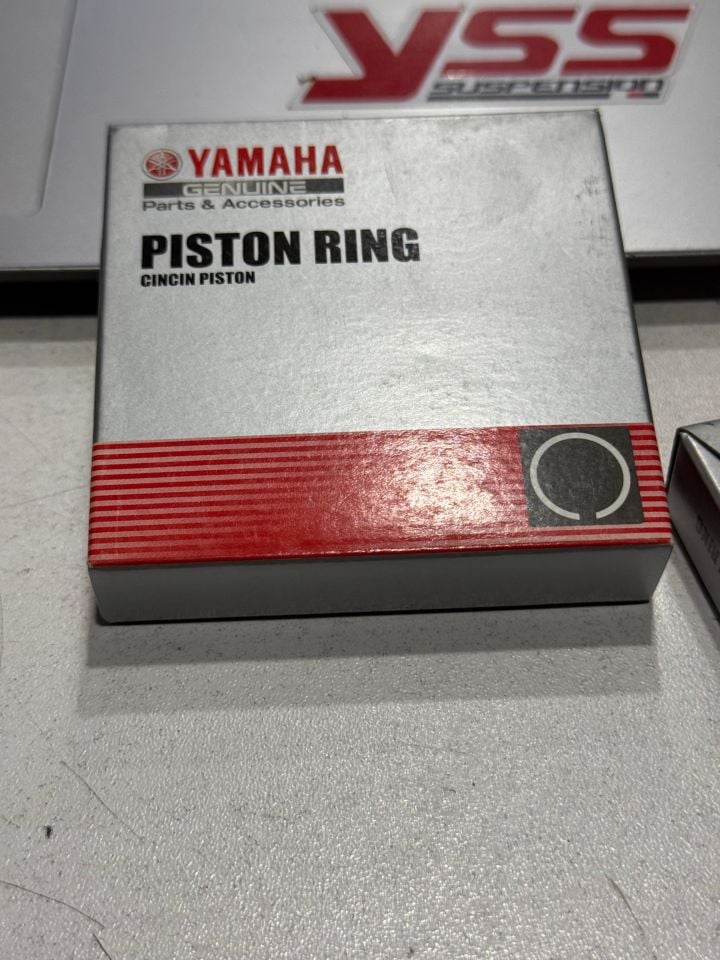 YSS
SUSPENSION
YAMAHA
GENUINE
Parts & Accessories
PISTON RING
CINCIN PISTON